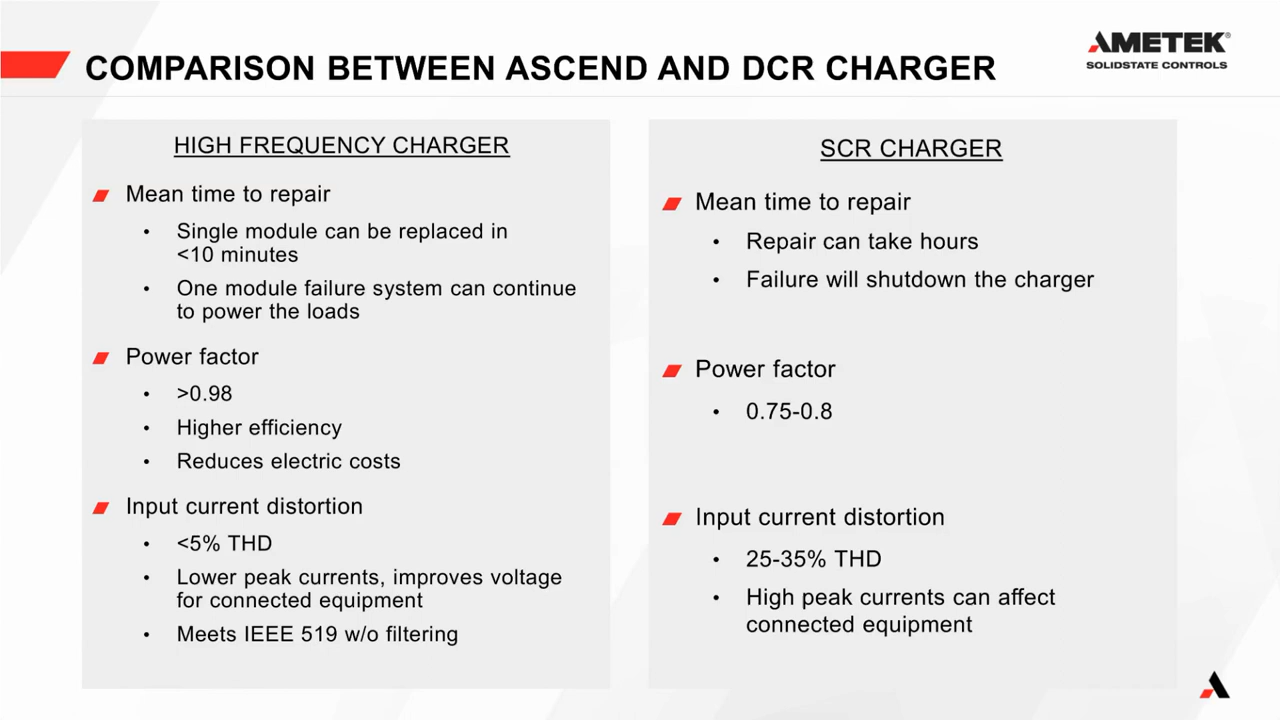 AMETEK®
SOLIDSTATE CONTROLS
COMPARISON BETWEEN ASCEND AND DCR CHARGER
HIGH FREQUENCY CHARGER
Mean time to repair
• Single module can be replaced in
<10 minutes
• One module failure system can continue
to power the loads
Power factor
• >0.98
• Higher efficiency
• Reduces electric costs
Input current distortion
• <5% THD
• Lower peak currents, improves voltage
for connected equipment
• Meets IEEE 519 w/o filtering
SCR CHARGER
Mean time to repair
• Repair can take hours
• Failure will shutdown the charger
Power factor
• 0.75-0.8
Input current distortion
• 25-35% THD
• High peak currents can affect
connected equipment